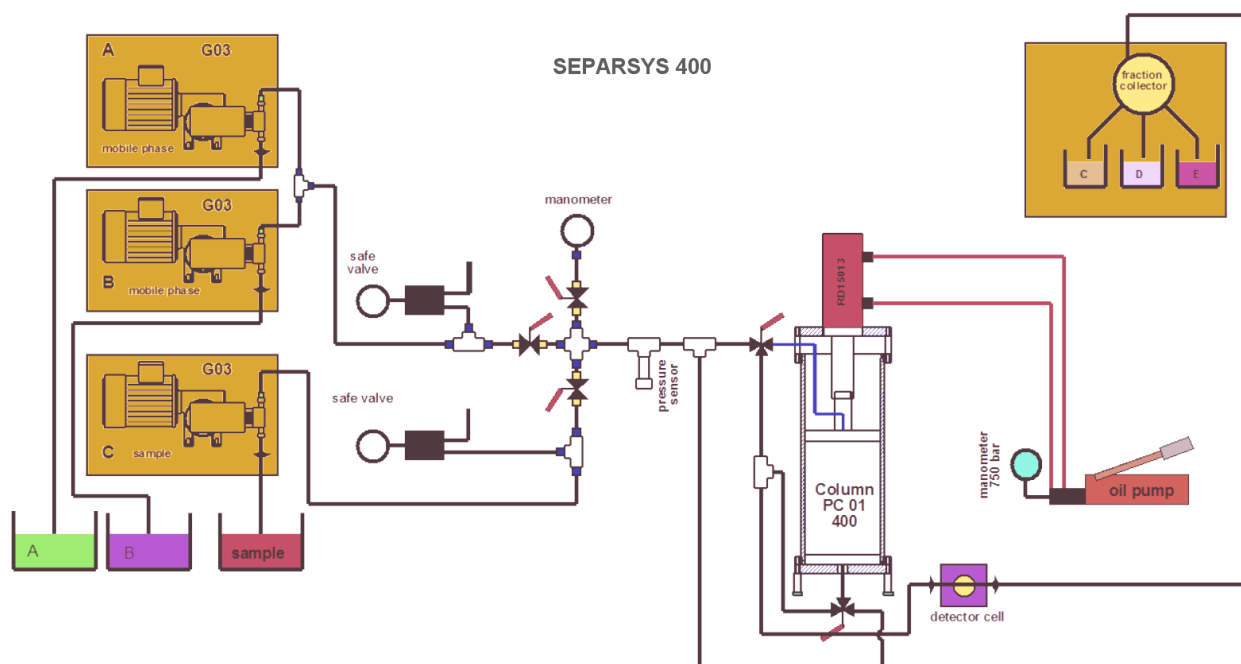 SEPARSYS 400
A
G03
mobile phase
G03
B
mobile phase
G03
C
sample
A
B
sample
safe
valve
manometer
safe valve
pressure
sensor
RD15013
Column
PC 01
400
manometer
750 bar
oil pump
detector cell
fraction
collector
C
D
E